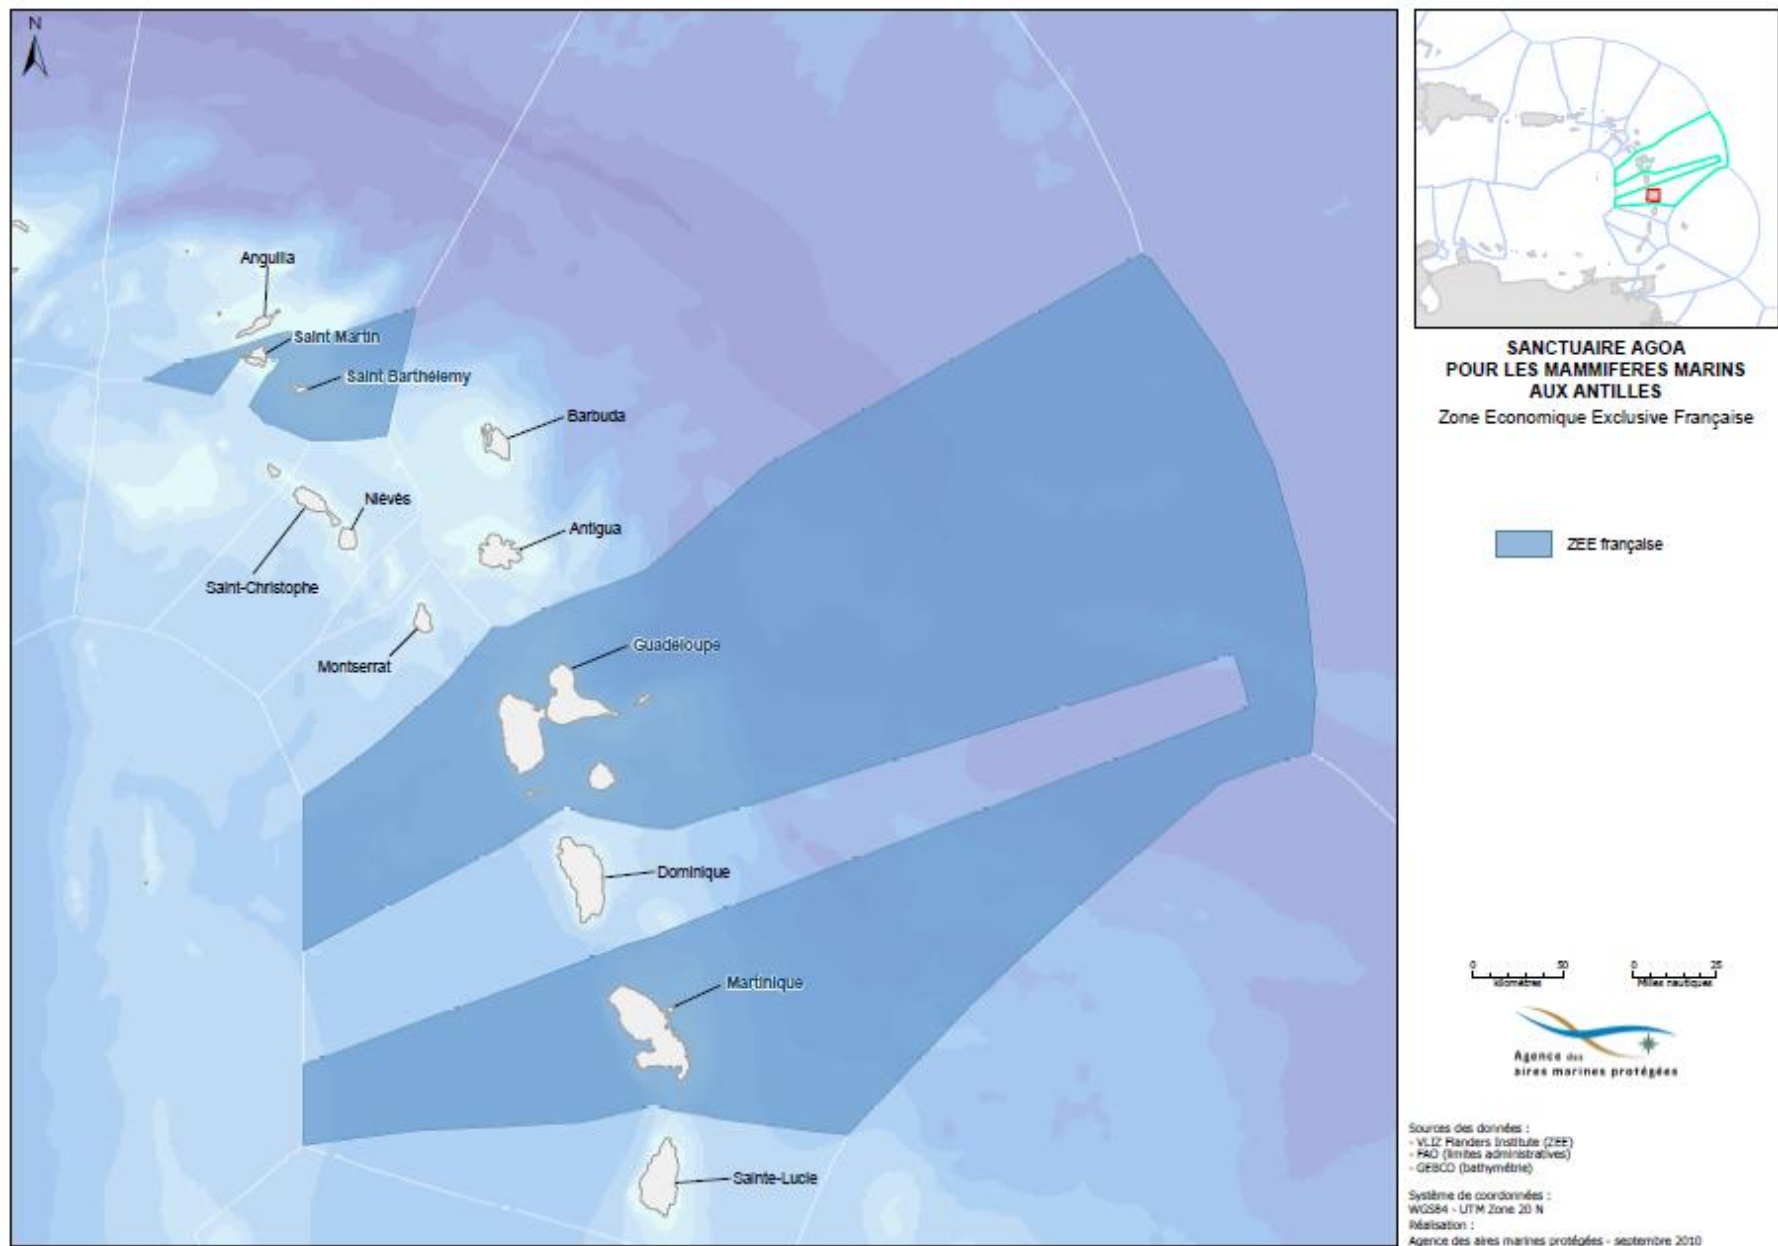 N
Anguilla
Saint Martin
Saint Barthélemy
Barbuda
Niévès
Antigua
Saint-Christophe
Guadeloupe
Montserrat
Dominique
Martinique
Sainte-Lucie
SANCTUAIRE AGOA
POUR LES MAMMIFERES MARINS
AUX ANTILLES
Zone Economique Exclusive Française
ZEE française
0 50
kilomètres
0 25
Milles nautiques
Agence des
aires marines protégées
Sources des données :
- VLIZ Flanders Institute (ZEE)
- FAO (limites administratives)
- GEBCO (bathymétrie)
Système de coordonnées :
WGS84 - UTM Zone 20 N
Réalisation :
Agence des aires marines protégées - septembre 2010